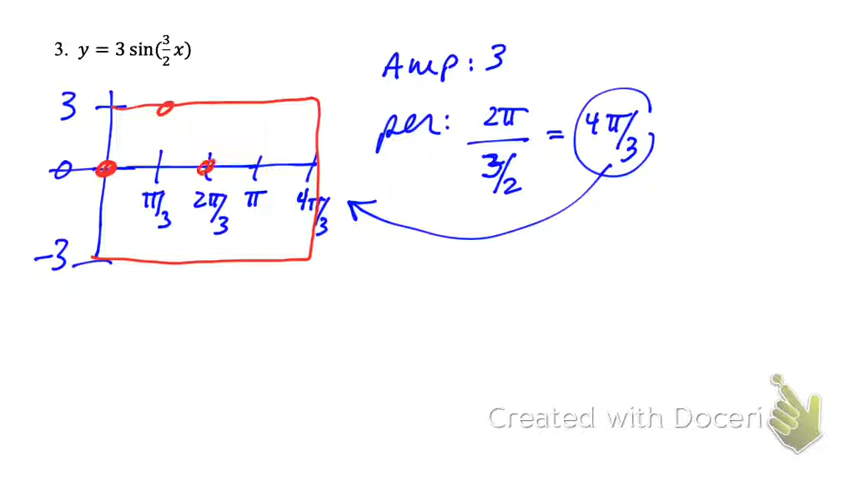 3. y = 3 sin(3/2 x)
Amp: 3
per: 2π / 3/2 = 4π/3
3
0
π/3 2π/3 π 4π/3
-3
Created with Doceri